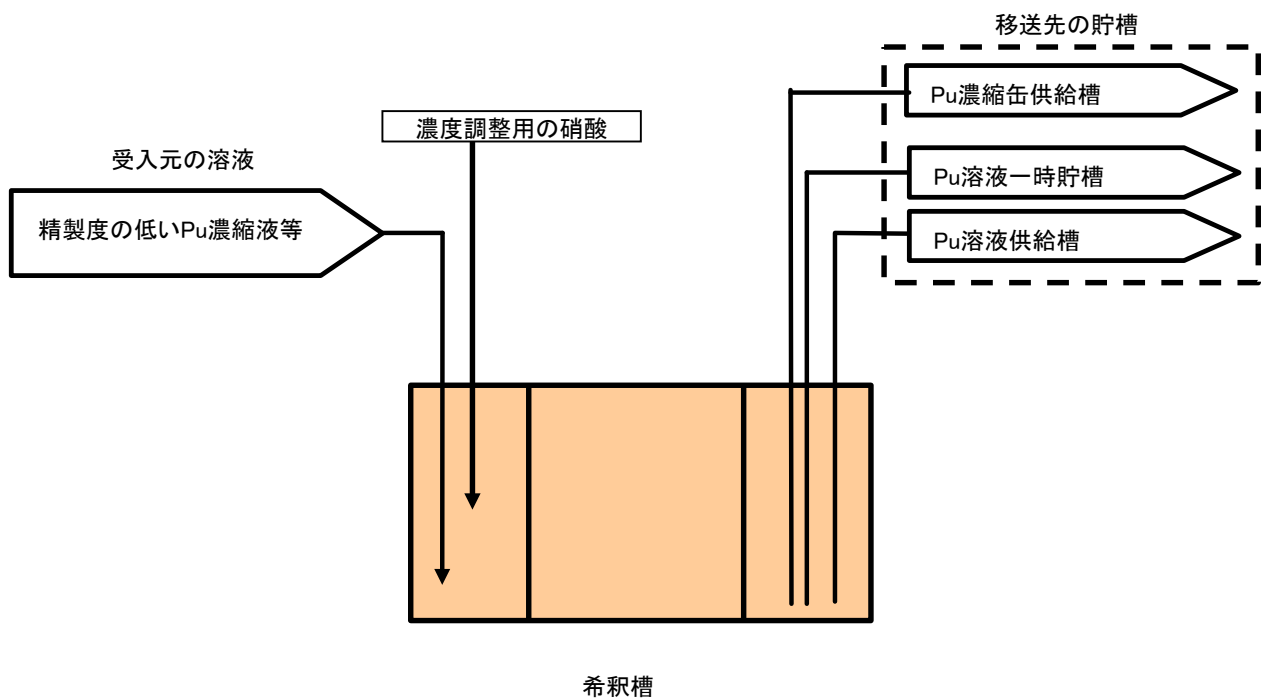 移送先の貯槽
Pu濃縮缶供給槽
濃度調整用の硝酸
受入元の溶液
Pu溶液一時貯槽
精製度の低いPu濃縮液等
Pu溶液供給槽
希釈槽